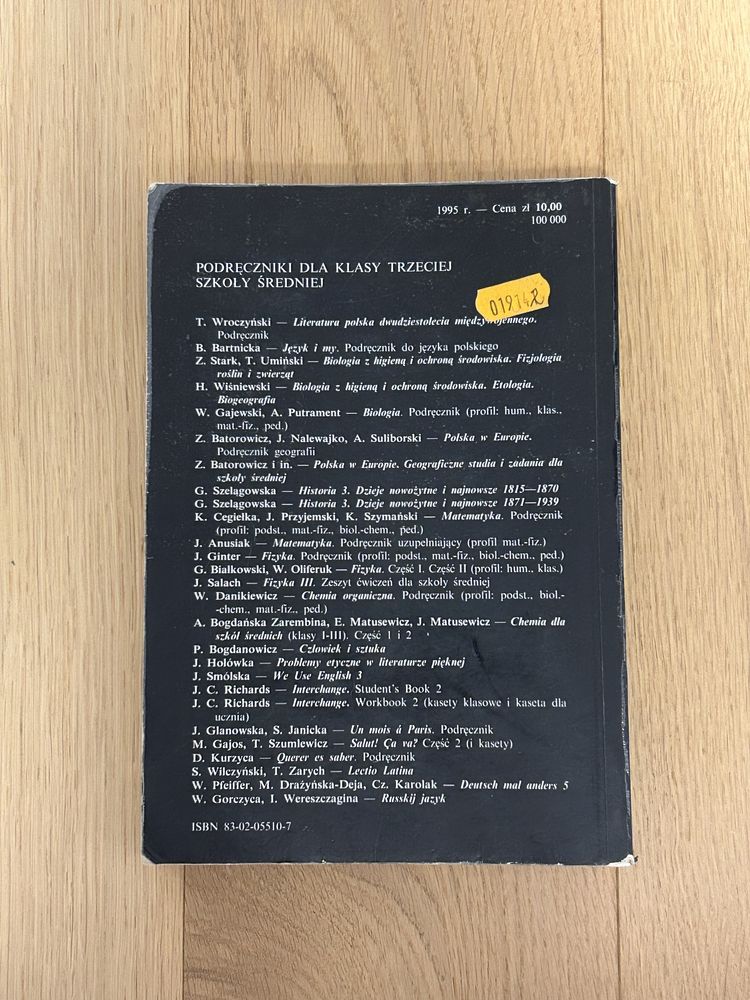 1995 r. — Cena zł 10,00
100 000
PODRĘCZNIKI DLA KLASY TRZECIEJ
SZKOŁY ŚREDNIEJ
T. Wroczyński — Literatura polska dwudziestolecia międzywojennego.
Podręcznik
B. Bartnicka — Język i my. Podręcznik do języka polskiego
Z. Stark, T. Umiński — Biologia z higieną i ochroną środowiska. Fizjologia
roślin i zwierząt
H. Wiśniewski — Biologia z higieną i ochroną środowiska. Etologia.
Biogeografia
W. Gajewski, A. Putrament — Biologia. Podręcznik (profil: hum., klas.,
mat.-fiz., ped.)
Z. Batorowicz, J. Nalewajko, A. Suliborski — Polska w Europie.
Podręcznik geografii
Z. Batorowicz i in. — Polska w Europie. Geograficzne studia i zadania dla
szkoły średniej
G. Szelągowska — Historia 3. Dzieje nowożytne i najnowsze 1815—1870
G. Szelągowska — Historia 3. Dzieje nowożytne i najnowsze 1871—1939
K. Cegiełka, J. Przyjemski, K. Szymański — Matematyka. Podręcznik
(profil: podst., mat.-fiz., biol.-chem., ped.)
J. Anusiak — Matematyka. Podręcznik uzupełniający (profil mat.-fiz.)
J. Ginter — Fizyka. Podręcznik (profil: podst., mat.-fiz., biol.-chem., ped.)
G. Białkowski, W. Oliferuk — Fizyka. Część I. Część II (profil: hum., klas.)
J. Salach — Fizyka III. Zeszyt ćwiczeń dla szkoły średniej
W. Danikiewicz — Chemia organiczna. Podręcznik (profil: podst., biol.-
-chem., mat.-fiz., ped.)
A. Bogdańska Zarembina, E. Matusewicz, J. Matusewicz — Chemia dla
szkół średnich (klasy I-III). Część 1 i 2
P. Bogdanowicz — Człowiek i sztuka
J. Hołówka — Problemy etyczne w literaturze pięknej
J. Smólska — We Use English 3
J. C. Richards — Interchange. Student's Book 2
J. C. Richards — Interchange. Workbook 2 (kasety klasowe i kaseta dla
ucznia)
J. Glanowska, S. Janicka — Un mois á Paris. Podręcznik
M. Gajos, T. Szumlewicz — Salut! Ça va? Część 2 (i kasety)
D. Kurzyca — Querer es saber. Podręcznik
S. Wilczyński, T. Zarych — Lectio Latina
W. Pfeiffer, M. Drażyńska-Deja, Cz. Karolak — Deutsch mal anders 5
W. Gorczyca, I. Wereszczagina — Russkij jazyk
ISBN 83-02-05510-7